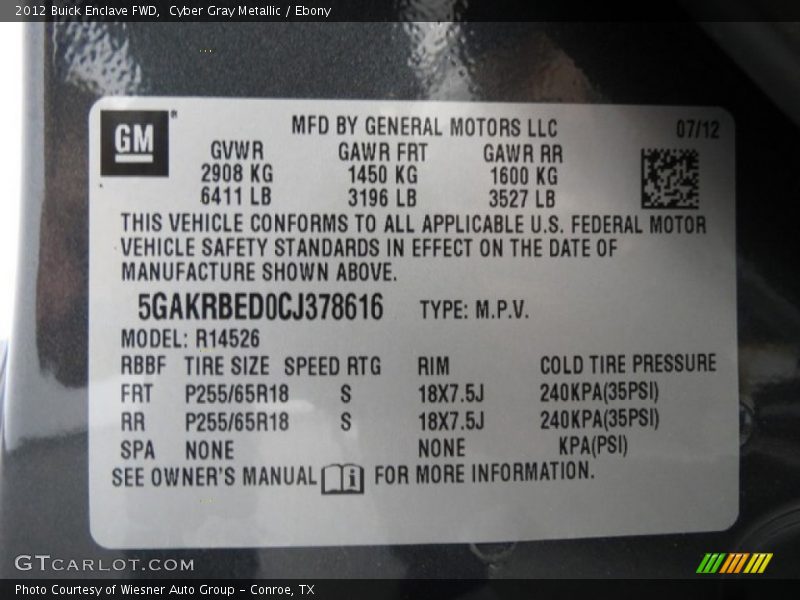 2012 Buick Enclave FWD,  Cyber Gray Metallic / Ebony
GM ®
MFD BY GENERAL MOTORS LLC 07/12
GVWR GAWR FRT GAWR RR
2908 KG 1450 KG 1600 KG
6411 LB 3196 LB 3527 LB
THIS VEHICLE CONFORMS TO ALL APPLICABLE U.S. FEDERAL MOTOR
VEHICLE SAFETY STANDARDS IN EFFECT ON THE DATE OF
MANUFACTURE SHOWN ABOVE.
5GAKRBED0CJ378616 TYPE: M.P.V.
MODEL: R14526
RBBF TIRE SIZE SPEED RTG RIM COLD TIRE PRESSURE
FRT P255/65R18 S 18X7.5J 240KPA(35PSI)
RR P255/65R18 S 18X7.5J 240KPA(35PSI)
SPA NONE NONE KPA(PSI)
SEE OWNER'S MANUAL i FOR MORE INFORMATION.
GTCARLOT.COM
Photo Courtesy of Wiesner Auto Group - Conroe, TX